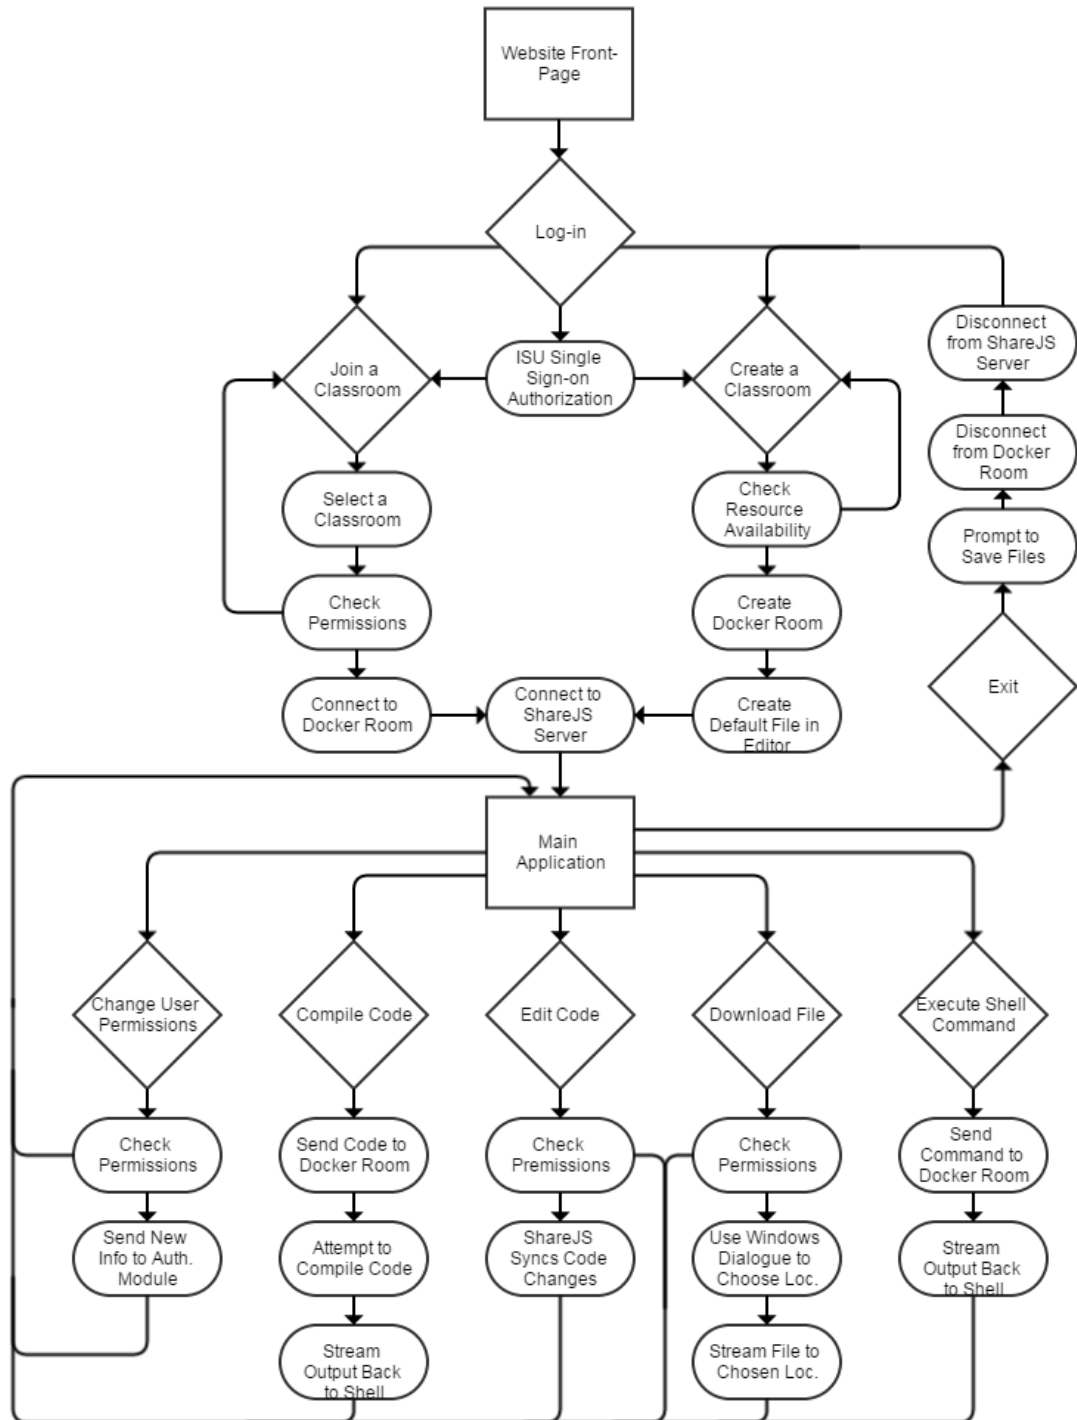 Website Front-
Page
Log-in
Join a
Classroom
ISU Single
Sign-on
Authorization
Create a
Classroom
Disconnect
from ShareJS
Server
Disconnect
from Docker
Room
Select a
Classroom
Check
Resource
Availability
Prompt to
Save Files
Check
Permissions
Create
Docker Room
Exit
Connect to
Docker Room
Connect to
ShareJS
Server
Create
Default File in
Editor
Main
Application
Change User
Permissions
Compile Code
Edit Code
Download File
Execute Shell
Command
Check
Permissions
Send Code to
Docker Room
Check
Premissions
Check
Permissions
Send
Command to
Docker Room
Send New
Info to Auth.
Module
Attempt to
Compile Code
ShareJS
Syncs Code
Changes
Use Windows
Dialogue to
Choose Loc.
Stream
Output Back
to Shell
Stream
Output Back
to Shell
Stream File to
Chosen Loc.